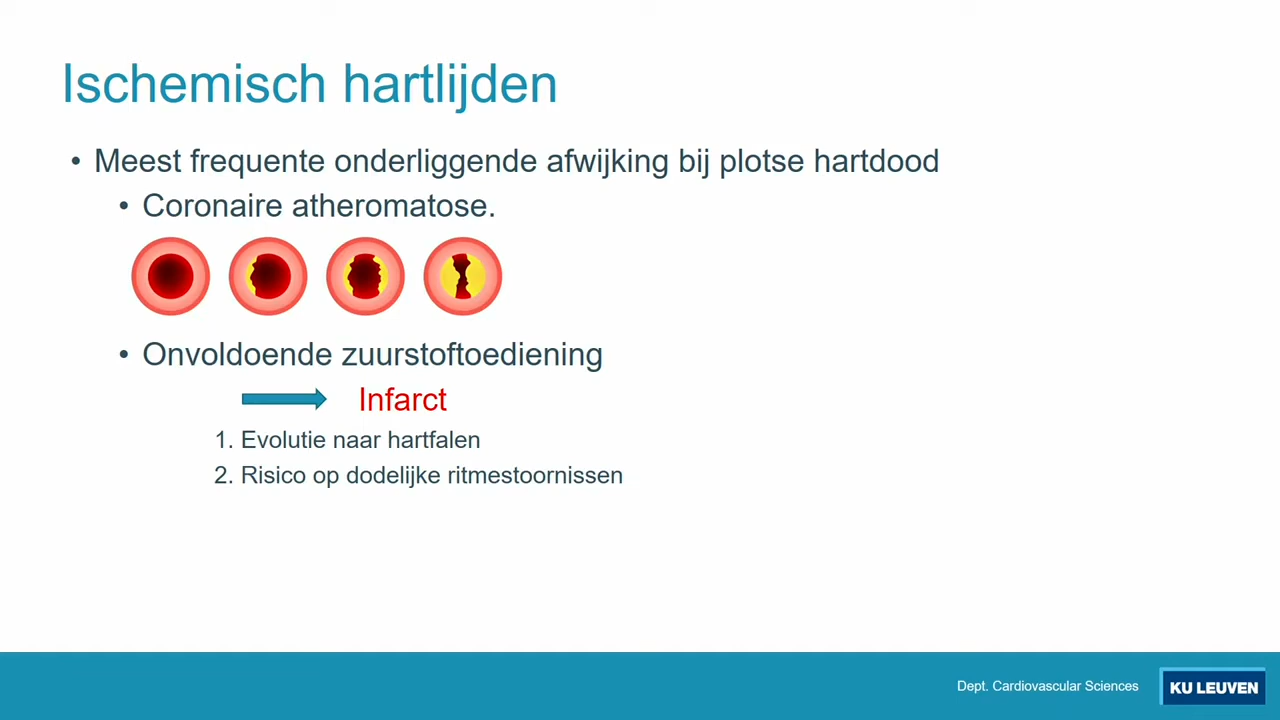 Ischemisch hartlijden
• Meest frequente onderliggende afwijking bij plotse hartdood
• Coronaire atheromatose.
• Onvoldoende zuurstoftoediening
Infarct
1. Evolutie naar hartfalen
2. Risico op dodelijke ritmestoornissen
Dept. Cardiovascular Sciences
KU LEUVEN